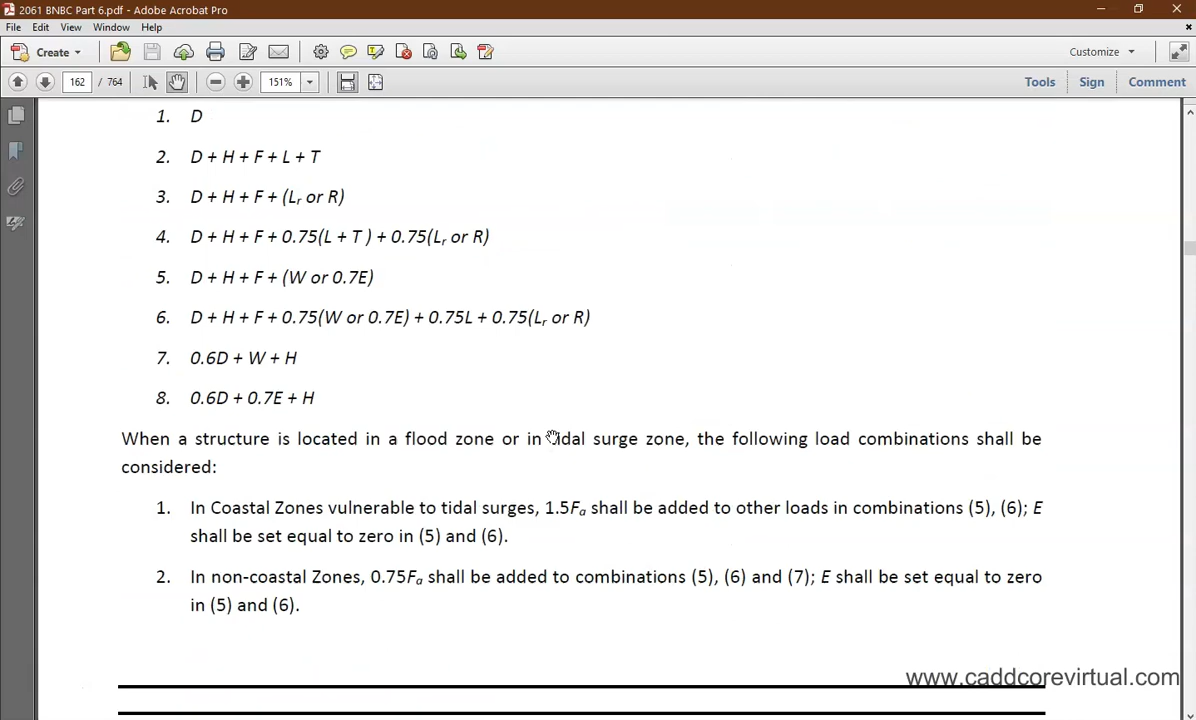 2061 BNBC Part 6.pdf - Adobe Acrobat Pro
File Edit View Window Help
Create Customize
162 / 764 151% Tools Sign Comment
1. D
2. D + H + F + L + T
3. D + H + F + (Lr or R)
4. D + H + F + 0.75(L + T ) + 0.75(Lr or R)
5. D + H + F + (W or 0.7E)
6. D + H + F + 0.75(W or 0.7E) + 0.75L + 0.75(Lr or R)
7. 0.6D + W + H
8. 0.6D + 0.7E + H
When a structure is located in a flood zone or in tidal surge zone, the following load combinations shall be
considered:
1. In Coastal Zones vulnerable to tidal surges, 1.5Fa shall be added to other loads in combinations (5), (6); E
shall be set equal to zero in (5) and (6).
2. In non-coastal Zones, 0.75Fa shall be added to combinations (5), (6) and (7); E shall be set equal to zero
in (5) and (6).
www.caddcorevirtual.com